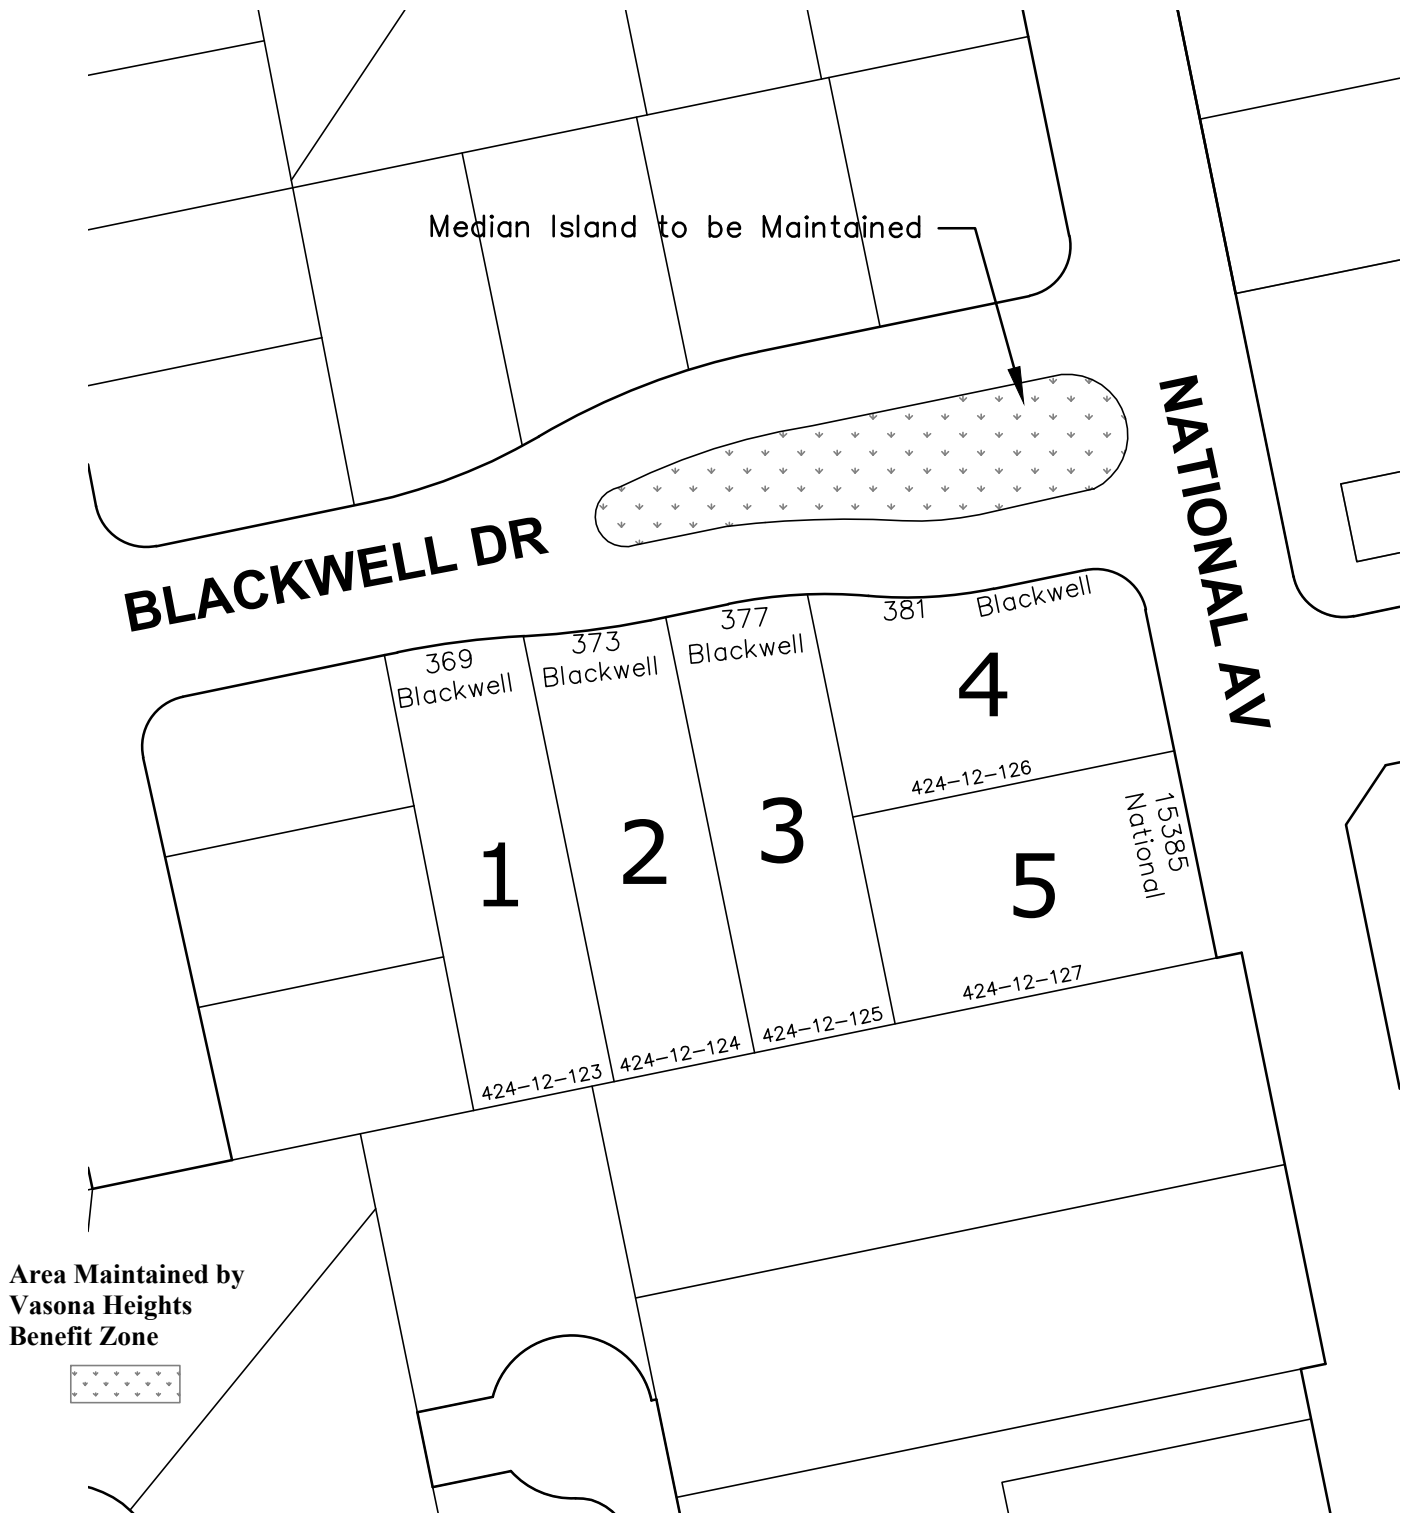 Median Island to be Maintained
NATIONAL AV
BLACKWELL DR
369
Blackwell
373
Blackwell
377
Blackwell
381 Blackwell
4
424-12-126
15385
National
1
2
3
5
424-12-123
424-12-124
424-12-125
424-12-127
Area Maintained by
Vasona Heights
Benefit Zone